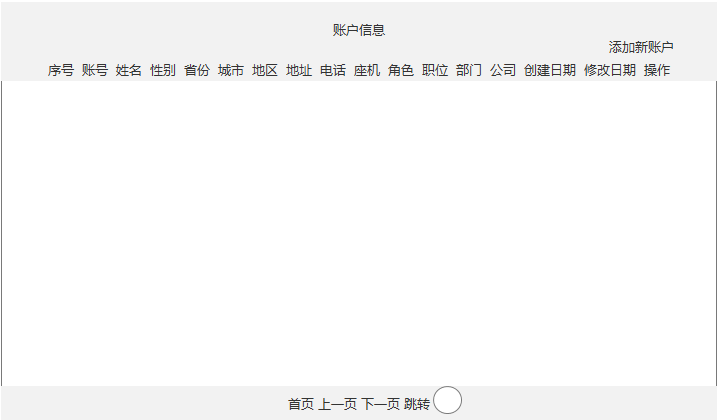 账户信息
添加新账户
序号 账号 姓名 性别 省份 城市 地区 地址 电话 座机 角色 职位 部门 公司 创建日期 修改日期 操作
首页 上一页 下一页 跳转